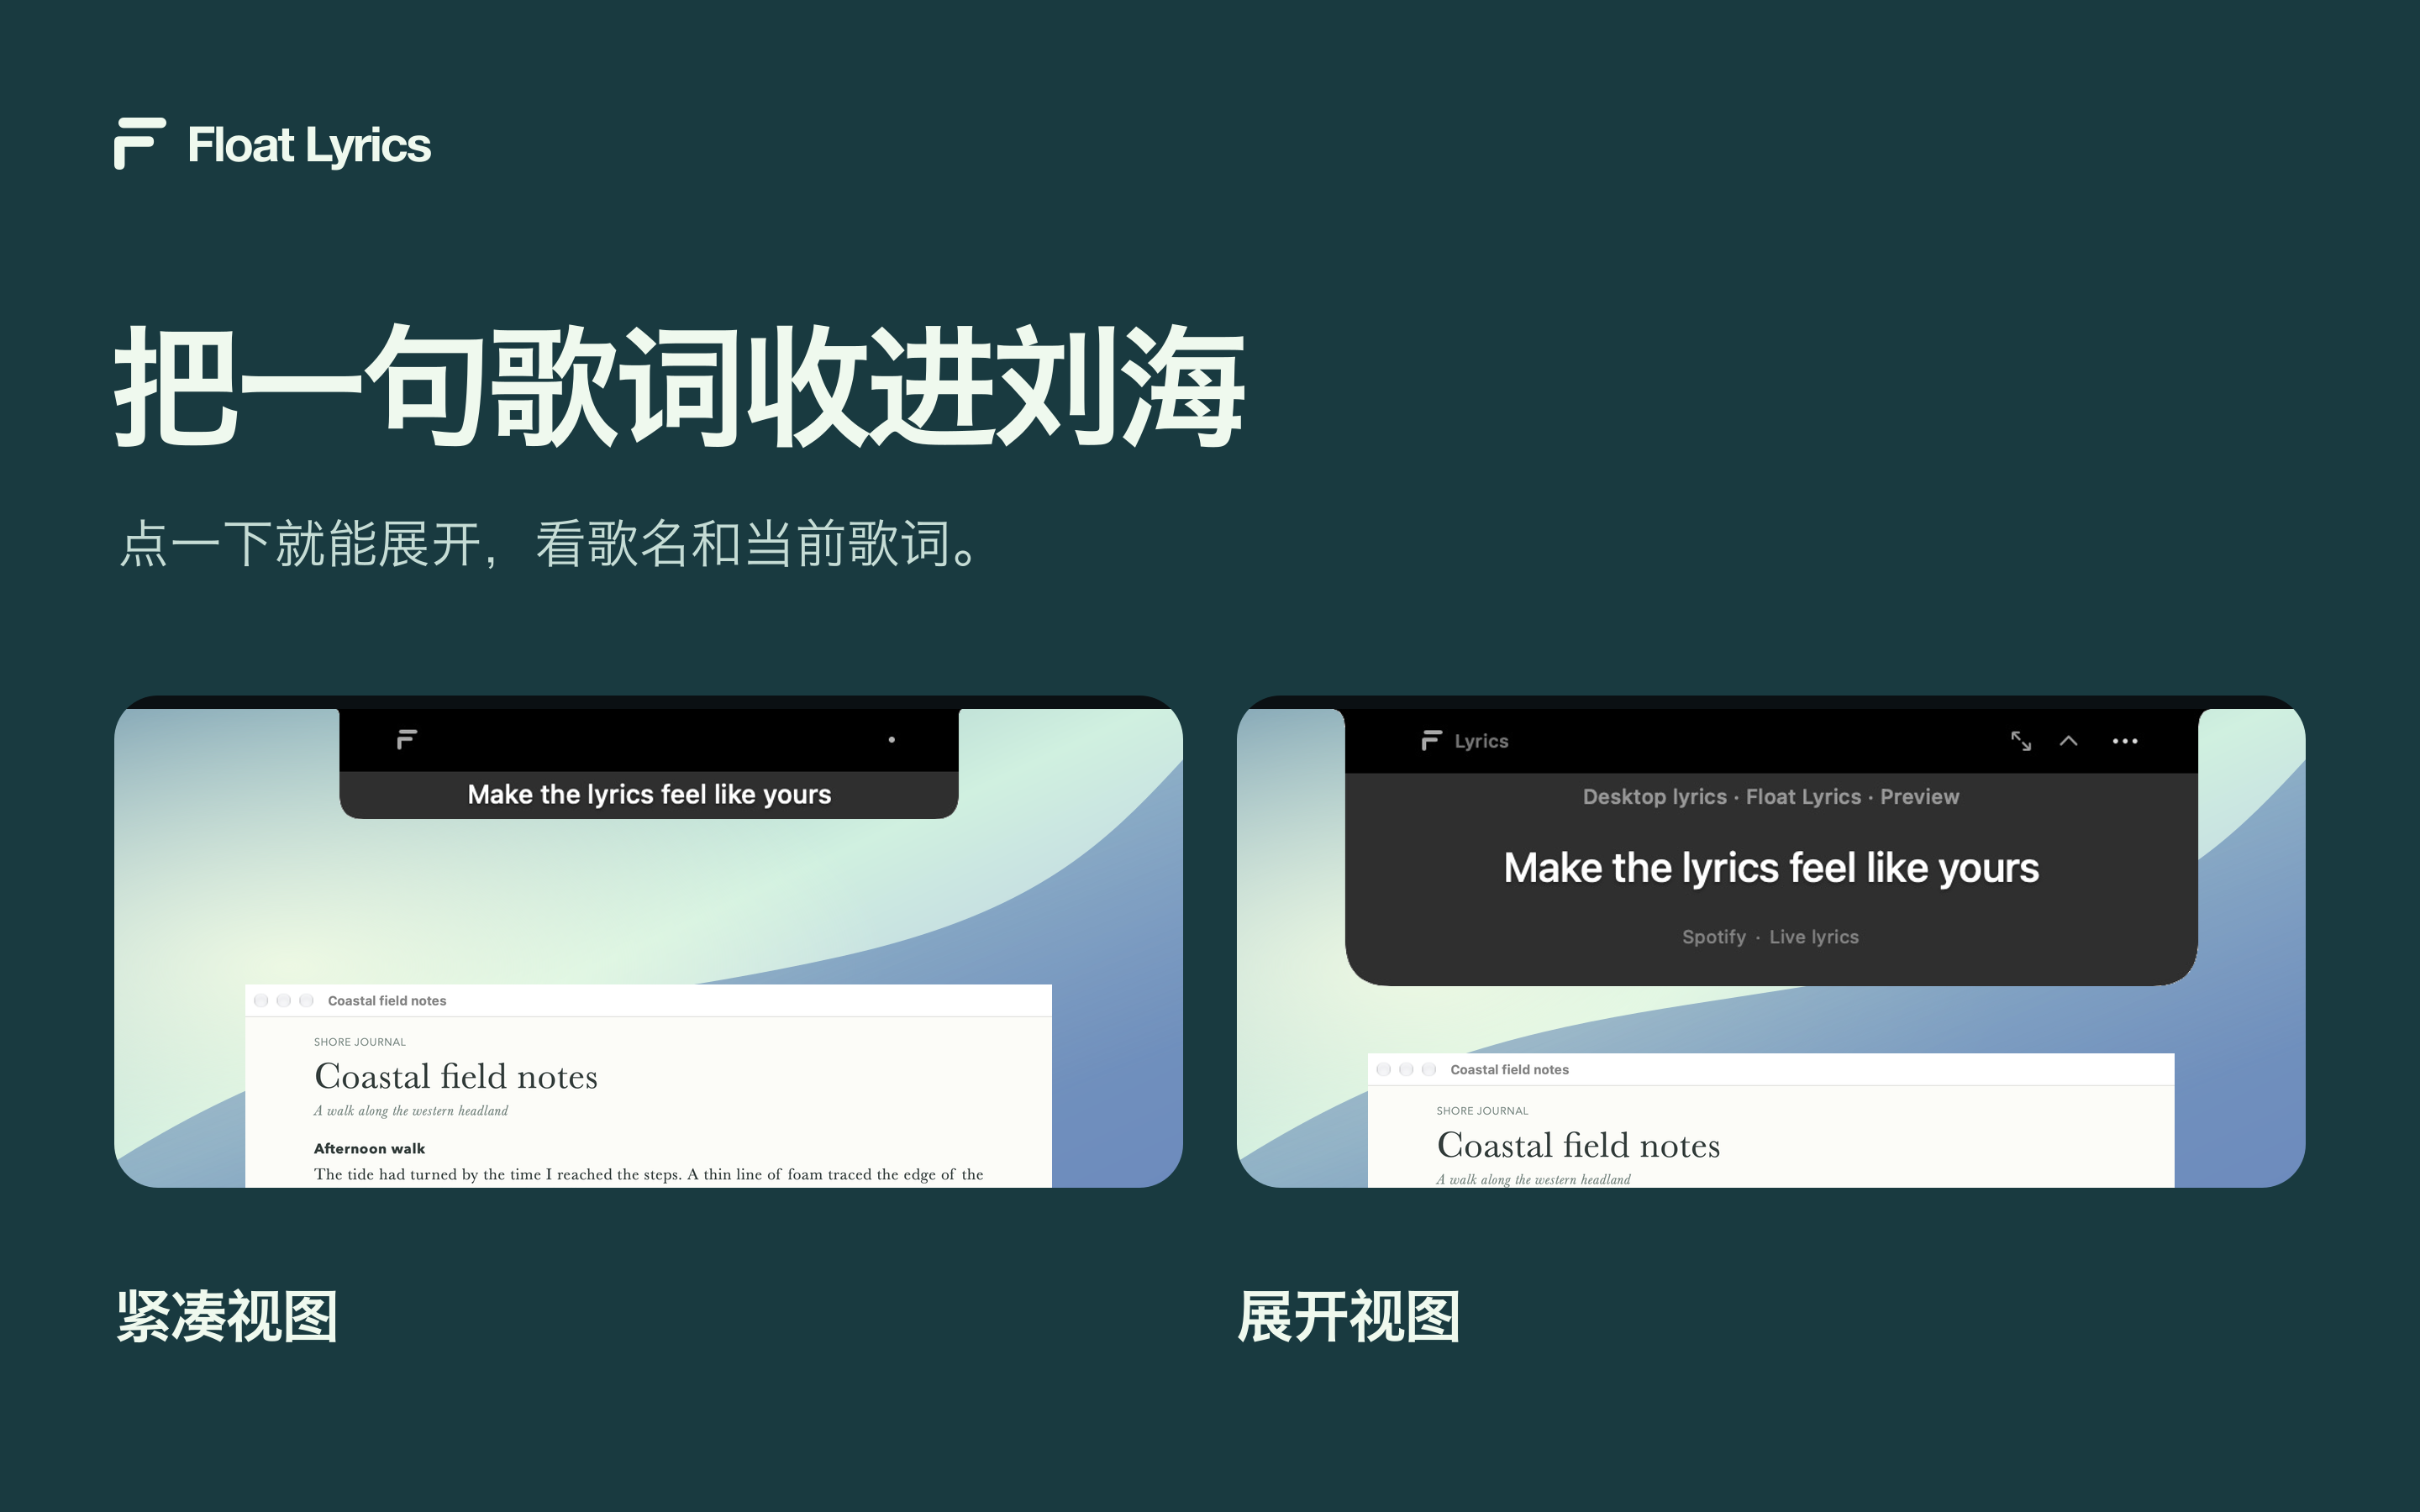 Float Lyrics
把一句歌词收进刘海
点一下就能展开，看歌名和当前歌词。
Make the lyrics feel like yours
Coastal field notes
SHORE JOURNAL
Coastal field notes
A walk along the western headland
Afternoon walk
The tide had turned by the time I reached the steps. A thin line of foam traced the edge of the
Lyrics
Desktop lyrics · Float Lyrics · Preview
Make the lyrics feel like yours
Spotify · Live lyrics
Coastal field notes
SHORE JOURNAL
Coastal field notes
A walk along the western headland
紧凑视图
展开视图